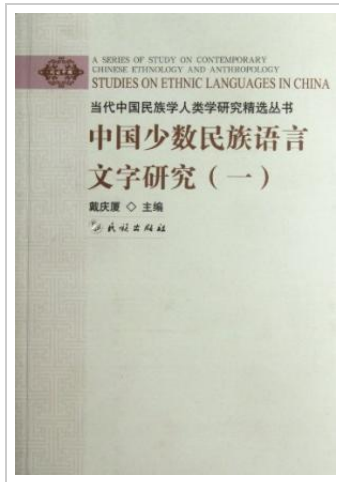 A SERIES OF STUDY ON CONTEMPORARY
CHINESE ETHNOLOGY AND ANTHROPOLOGY
STUDIES ON ETHNIC LANGUAGES IN CHINA
当代中国民族学人类学研究精选丛书
中国少数民族语言
文字研究（一）
戴庆厦 ◇ 主编
民族出版社